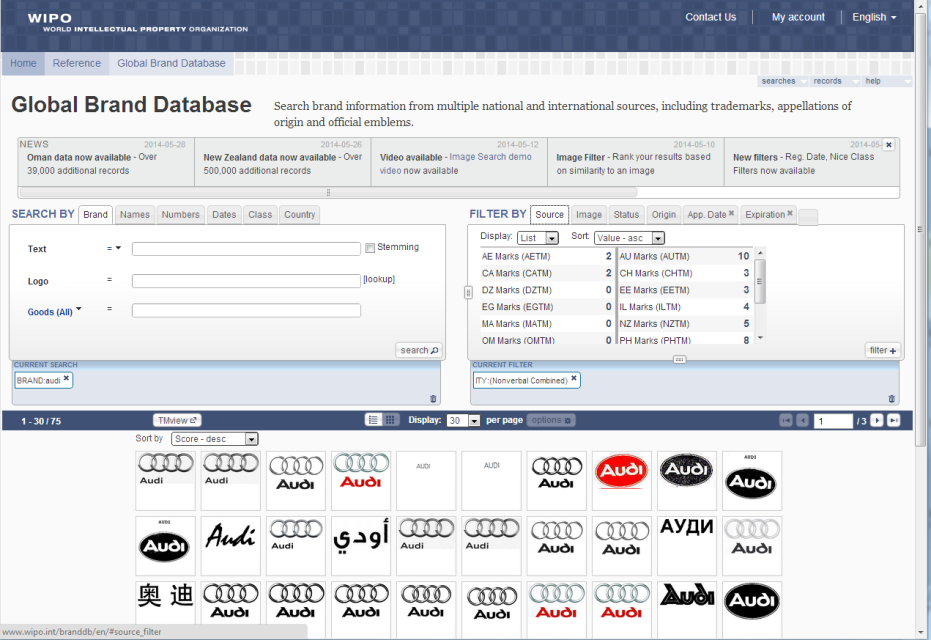 WIPO
WORLD INTELLECTUAL PROPERTY ORGANIZATION
Contact Us My account English
Home Reference Global Brand Database
searches records help
Global Brand Database
Search brand information from multiple national and international sources, including trademarks, appellations of
origin and official emblems.
NEWS
2014-05-28 2014-05-26 2014-05-12 2014-05-10 2014-05-
Oman data now available - Over New Zealand data now available - Over Video available - Image Search demo Image Filter - Rank your results based New filters - Reg. Date, Nice Class
39,000 additional records 500,000 additional records video now available on similarity to an image Filters now available
SEARCH BY Brand Names Numbers Dates Class Country
Text =
Stemming
Logo =
[lookup]
Goods (All) =
search
CURRENT SEARCH
BRAND:audi
FILTER BY Source Image Status Origin App. Date Expiration
Display: List Sort: Value - asc
AE Marks (AETM) 2 AU Marks (AUTM) 10
CA Marks (CATM) 2 CH Marks (CHTM) 3
DZ Marks (DZTM) 0 EE Marks (EETM) 3
EG Marks (EGTM) 0 IL Marks (ILTM) 4
MA Marks (MATM) 0 NZ Marks (NZTM) 5
OM Marks (OMTM) 0 PH Marks (PHTM) 8
filter +
CURRENT FILTER
ITY:(Nonverbal Combined)
1 - 30 / 75 TMview Display: 30 per page options 1 / 3
Sort by Score - desc
Audi Audi Audi Audi AUDI AUDI Audi Audi Audi AUDI Audi
AUDI Audi Audi Audi أودي Audi Audi Audi Audi АУДИ Audi
奥 迪 Audi Audi Audi Audi Audi Audi Audi Audi Audi
www.wipo.int/branddb/en/#source_filter